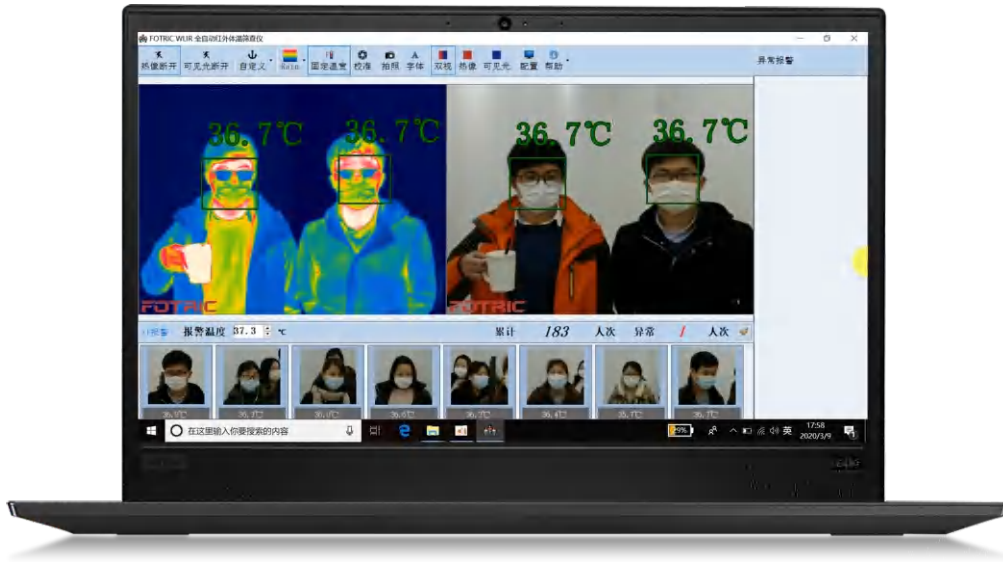 FOTRIC WLIR 全自动红外体温筛查仪
热像断开 可见光断开 自定义 固定温宽 校准 拍照 字体 双视 热像 可见光 配置 帮助
异常报警
36.7℃ 36.7℃ 36.7℃ 36.7℃
FOTRIC FOTRIC
报警温度 37.3 ℃ 累计 183 人次 异常 1 人次
在这里输入你要搜索的内容
英 17:58
2020/3/9